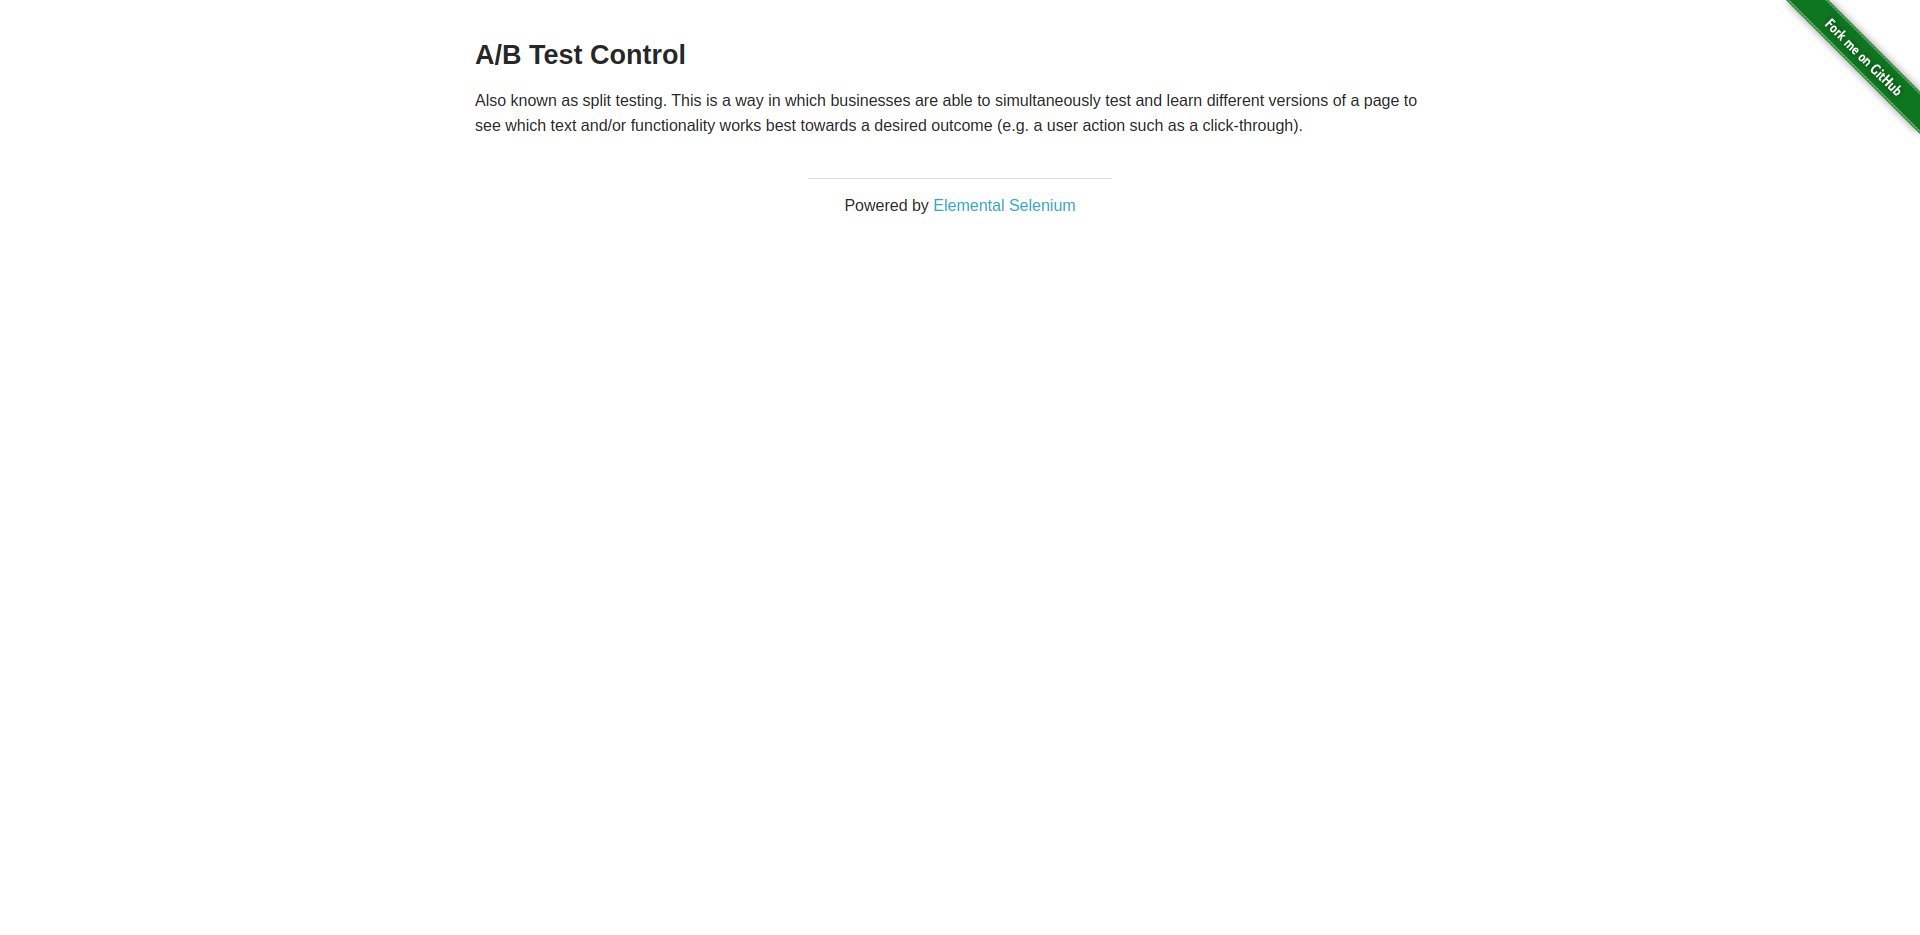 Fork me on GitHub
A/B Test Control
Also known as split testing. This is a way in which businesses are able to simultaneously test and learn different versions of a page to
see which text and/or functionality works best towards a desired outcome (e.g. a user action such as a click-through).
Powered by Elemental Selenium